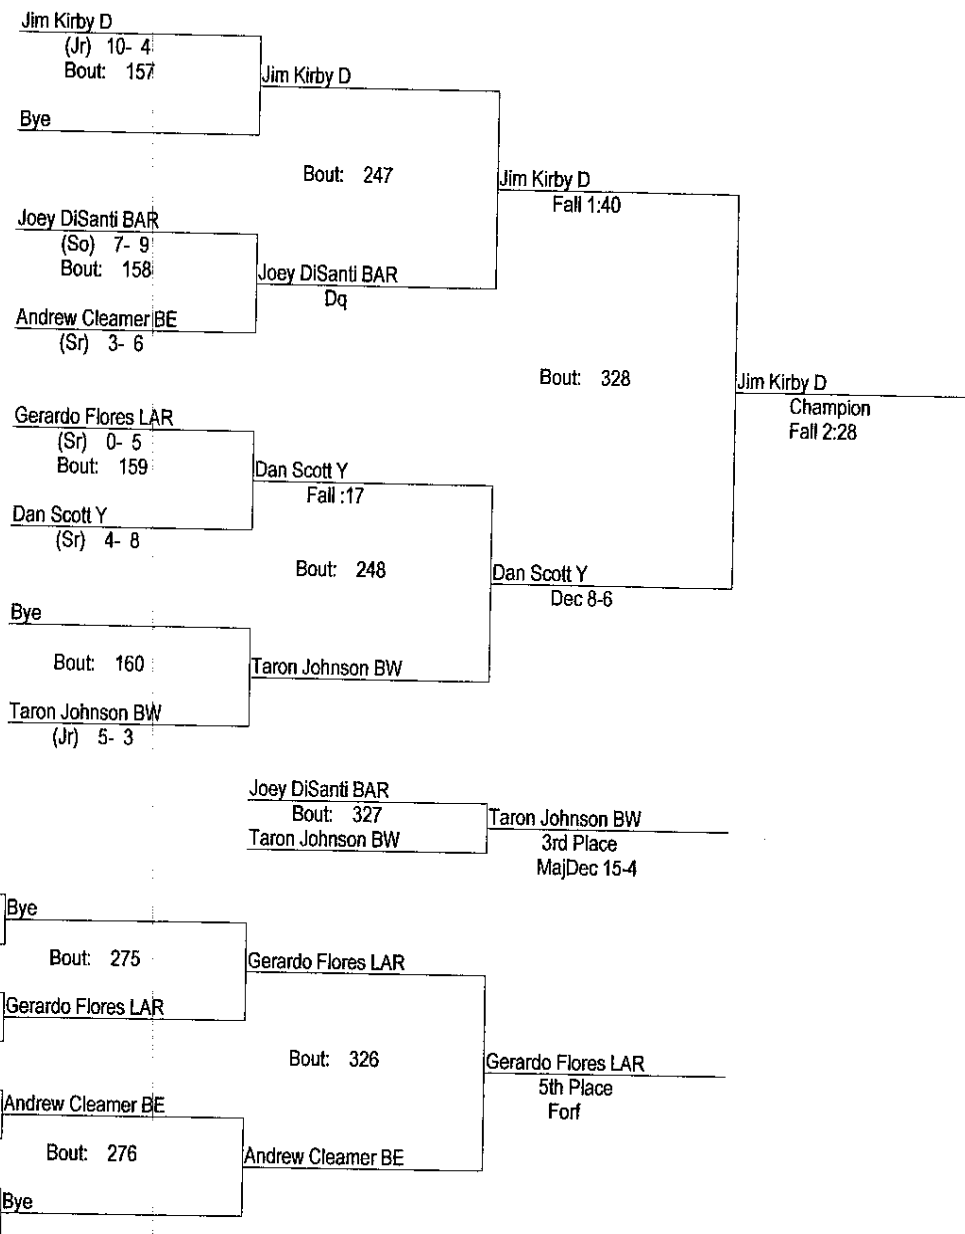 Jim Kirby D
(Jr) 10- 4
Bout: 157
Jim Kirby D
Bye
Bout: 247
Jim Kirby D
Fall 1:40
Joey DiSanti BAR
(So) 7- 9
Bout: 158
Joey DiSanti BAR
Dq
Andrew Cleamer BE
(Sr) 3- 6
Bout: 328
Jim Kirby D
Champion
Fall 2:28
Gerardo Flores LAR
(Sr) 0- 5
Bout: 159
Dan Scott Y
Fall :17
Dan Scott Y
(Sr) 4- 8
Bout: 248
Dan Scott Y
Dec 8-6
Bye
Bout: 160
Taron Johnson BW
Taron Johnson BW
(Jr) 5- 3
Joey DiSanti BAR
Bout: 327
Taron Johnson BW
Taron Johnson BW
3rd Place
MajDec 15-4
Bye
Bout: 275
Gerardo Flores LAR
Gerardo Flores LAR
Bout: 326
Gerardo Flores LAR
5th Place
Forf
Andrew Cleamer BE
Bout: 276
Andrew Cleamer BE
Bye